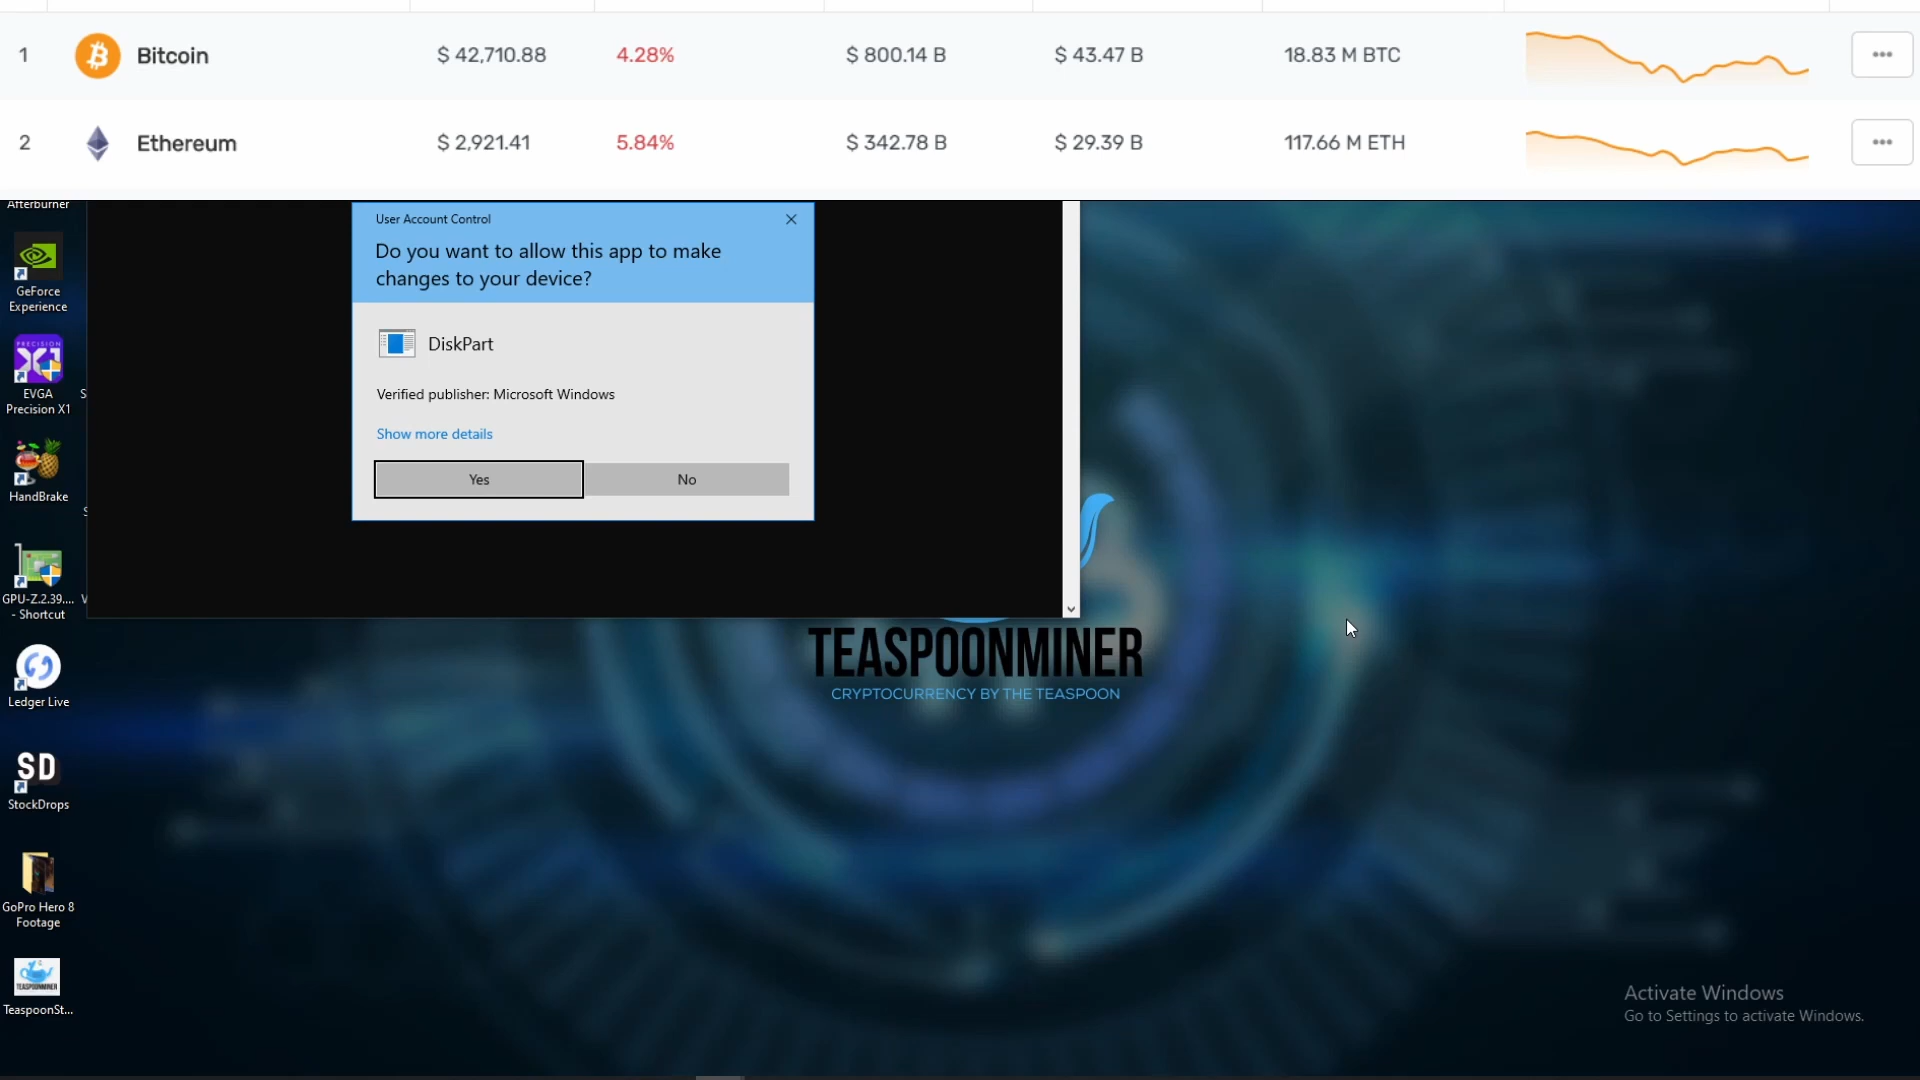 1 Bitcoin $ 42,710.88 4.28% $ 800.14 B $ 43.47 B 18.83 M BTC
2 Ethereum $ 2,921.41 5.84% $ 342.78 B $ 29.39 B 117.66 M ETH
Afterburner
GeForce
Experience
PRECISION
X1
EVGA
Precision X1
HandBrake
GPU-Z.2.39....
- Shortcut
Ledger Live
SD
StockDrops
GoPro Hero 8
Footage
TEASPOONMINER
TeaspoonSt...
User Account Control
Do you want to allow this app to make
changes to your device?
DiskPart
Verified publisher: Microsoft Windows
Show more details
Yes No
TEASPOONMINER
CRYPTOCURRENCY BY THE TEASPOON
Activate Windows
Go to Settings to activate Windows.